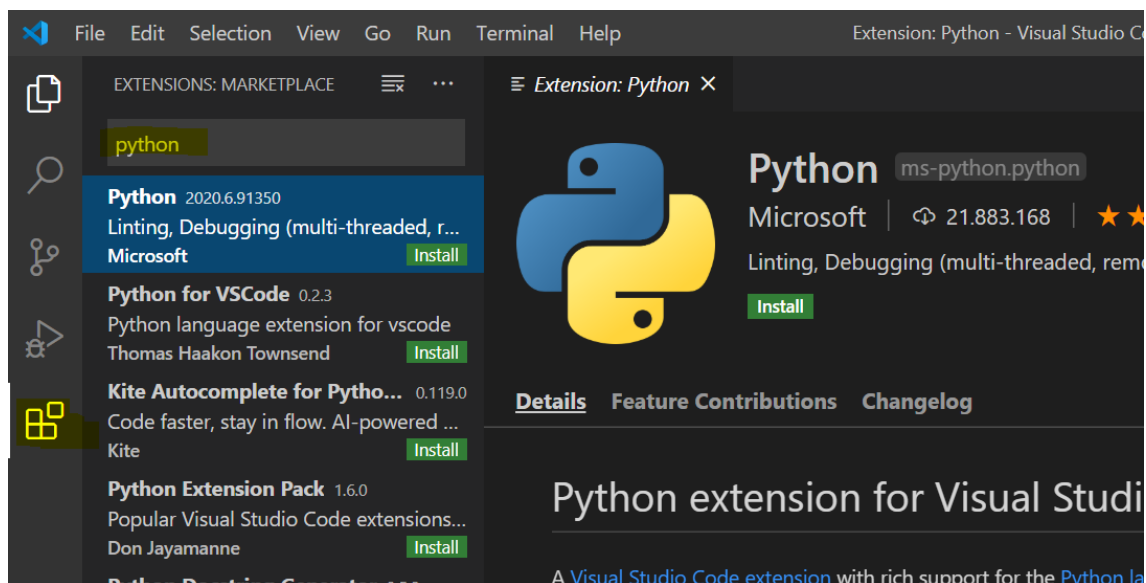 File Edit Selection View Go Run Terminal Help Extension: Python - Visual Studio
EXTENSIONS: MARKETPLACE ...
Extension: Python ×
python
Python 2020.6.91350
Linting, Debugging (multi-threaded, r...
Microsoft Install
Python for VSCode 0.2.3
Python language extension for vscode
Thomas Haakon Townsend Install
Kite Autocomplete for Pytho... 0.119.0
Code faster, stay in flow. AI-powered ...
Kite Install
Python Extension Pack 1.6.0
Popular Visual Studio Code extensions...
Don Jayamanne Install
Python ms-python.python
Microsoft 21.883.168
Linting, Debugging (multi-threaded, remo
Install
Details Feature Contributions Changelog
Python extension for Visual Studi
A Visual Studio Code extension with rich support for the Python la